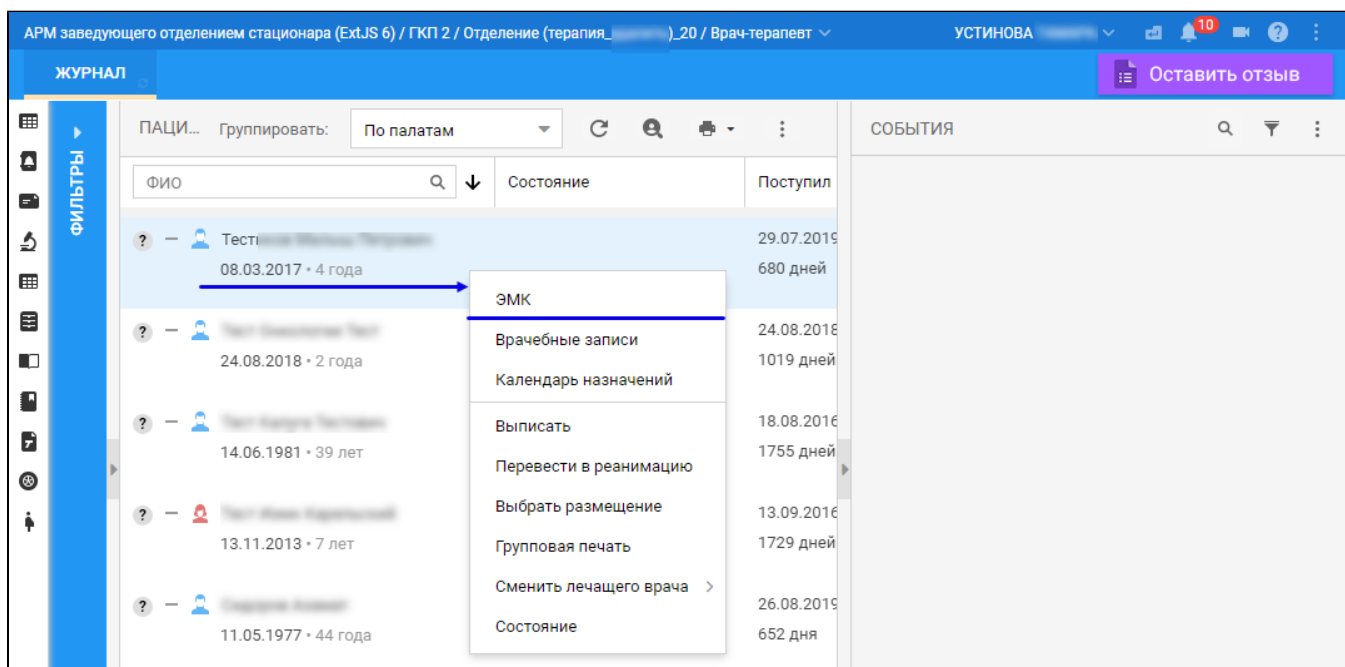 АРМ заведующего отделением стационара (ExtJS 6) / ГКП 2 / Отделение (терапия_ )_20 / Врач-терапевт
УСТИНОВА
10
?
ЖУРНАЛ
Оставить отзыв
ФИЛЬТРЫ
ПАЦИ... Группировать: По палатам
СОБЫТИЯ
ФИО
Состояние
Поступил
? Тест
29.07.2019
08.03.2017 • 4 года
680 дней
?
24.08.2018
24.08.2018 • 2 года
1019 дней
?
18.08.2016
14.06.1981 • 39 лет
1755 дней
?
13.09.2016
13.11.2013 • 7 лет
1729 дней
?
26.08.2019
11.05.1977 • 44 года
652 дня
ЭМК
Врачебные записи
Календарь назначений
Выписать
Перевести в реанимацию
Выбрать размещение
Групповая печать
Сменить лечащего врача
Состояние